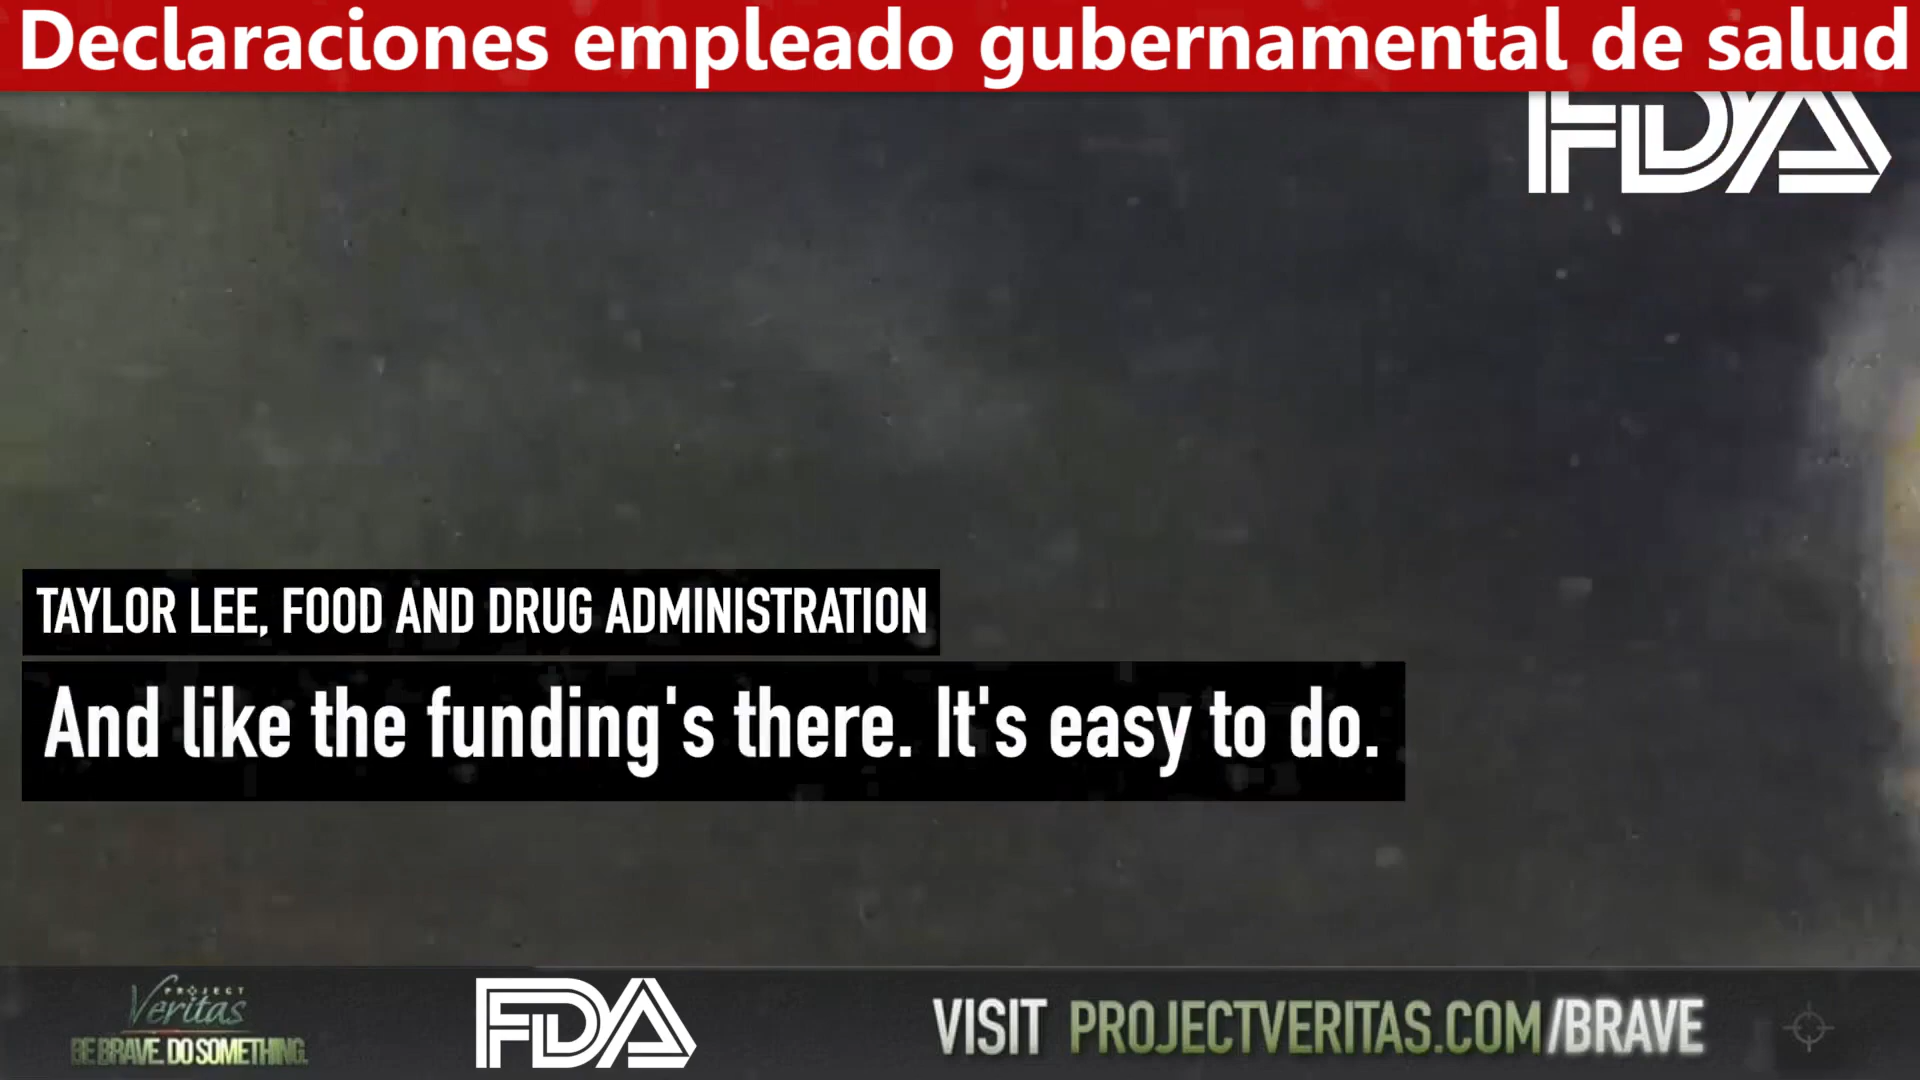 Declaraciones empleado gubernamental de salud
FDA
TAYLOR LEE, FOOD AND DRUG ADMINISTRATION
And like the funding's there. It's easy to do.
PROJECT
Veritas
BE BRAVE. DO SOMETHING.
FDA
VISIT PROJECTVERITAS.COM/BRAVE